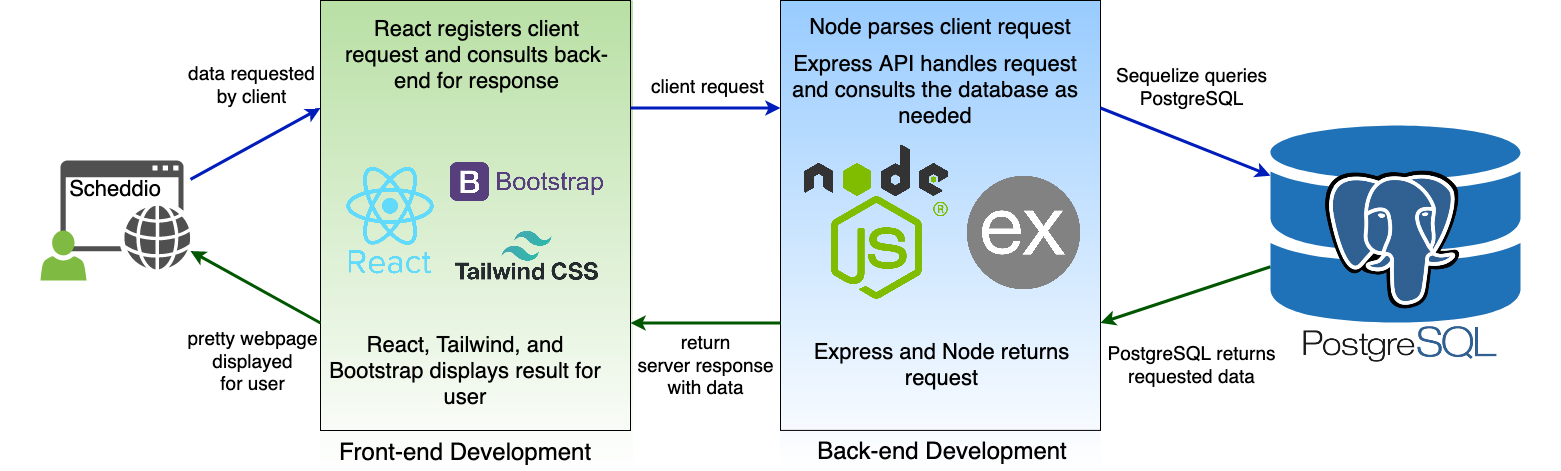 data requested
by client
Scheddio
pretty webpage
displayed
for user
React registers client
request and consults back-
end for response
React
B Bootstrap
Tailwind CSS
React, Tailwind, and
Bootstrap displays result for
user
Front-end Development
client request
return
server response
with data
Node parses client request
Express API handles request
and consults the database as
needed
node
JS ®
ex
Express and Node returns
request
Back-end Development
Sequelize queries
PostgreSQL
PostgreSQL returns
requested data
PostgreSQL